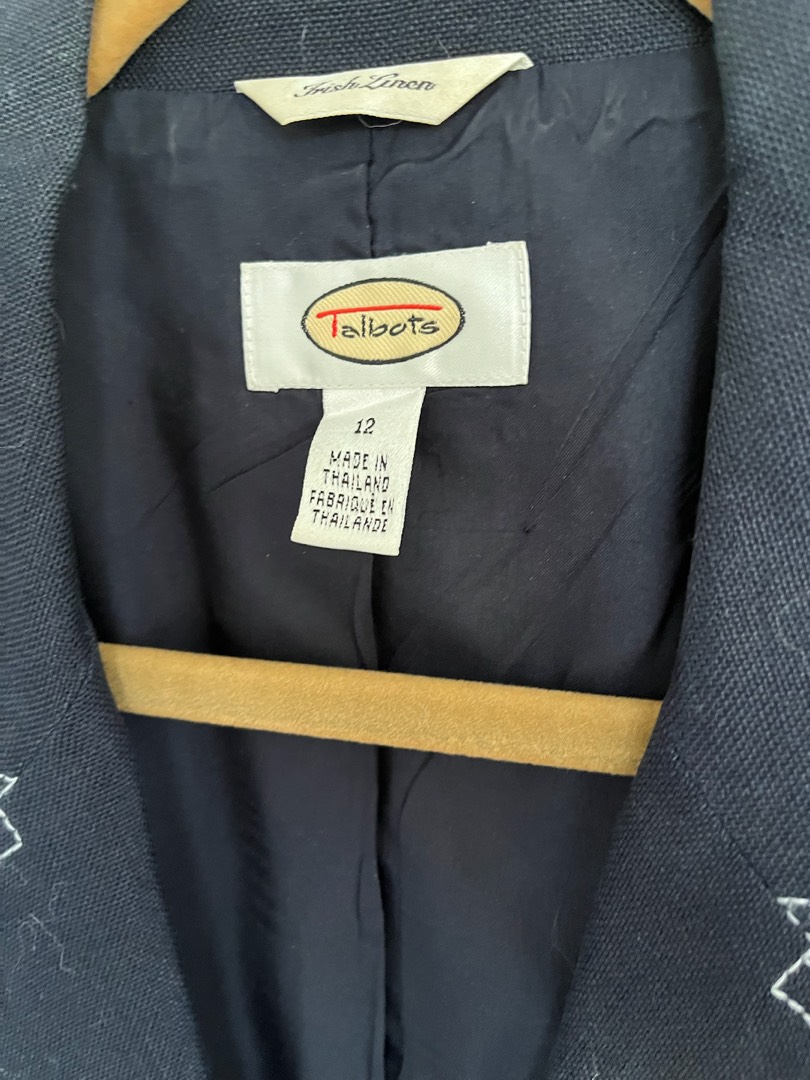 Irish Linen
Talbots
12
MADE IN
THAILAND
FABRIQUÉ EN
THAILANDE